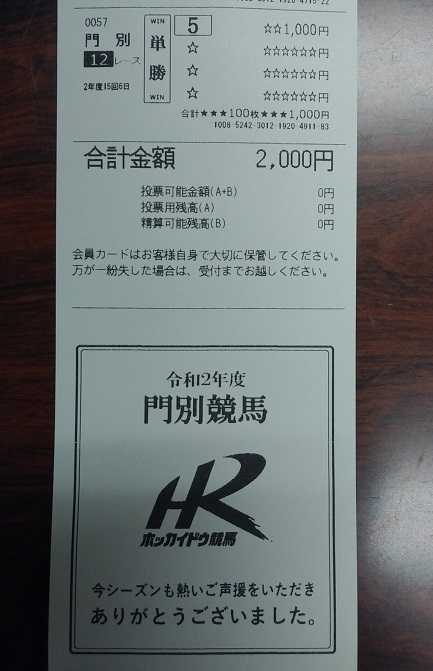 0057
門別
12レース
2年度15回6日
WIN
単勝
WIN
5
☆
☆
☆
☆☆1,000円
☆☆☆☆☆☆円
☆☆☆☆☆☆円
☆☆☆☆☆☆円
合計★★★100枚★★★1,000円
1008-5242-3012-1920-4911-83
合計金額 2,000円
投票可能金額(A+B) 0円
投票用残高(A) 0円
精算可能残高(B) 0円
会員カードはお客様自身で大切に保管してください。
万が一紛失した場合は、受付までお越しください。
令和2年度
門別競馬
HR
ホッカイドウ競馬
今シーズンも熱いご声援をいただき
ありがとうございました。